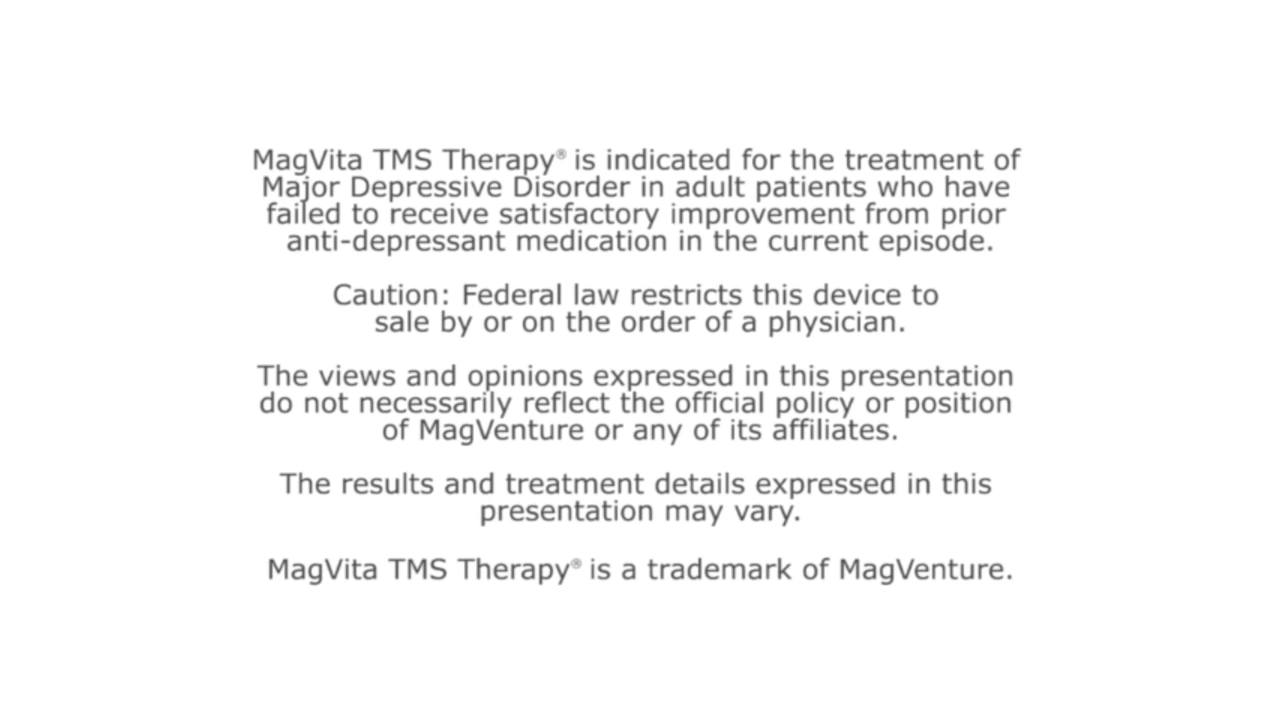 MagVita TMS Therapy® is indicated for the treatment of
Major Depressive Disorder in adult patients who have
failed to receive satisfactory improvement from prior
anti-depressant medication in the current episode.
Caution: Federal law restricts this device to
sale by or on the order of a physician.
The views and opinions expressed in this presentation
do not necessarily reflect the official policy or position
of MagVenture or any of its affiliates.
The results and treatment details expressed in this
presentation may vary.
MagVita TMS Therapy® is a trademark of MagVenture.